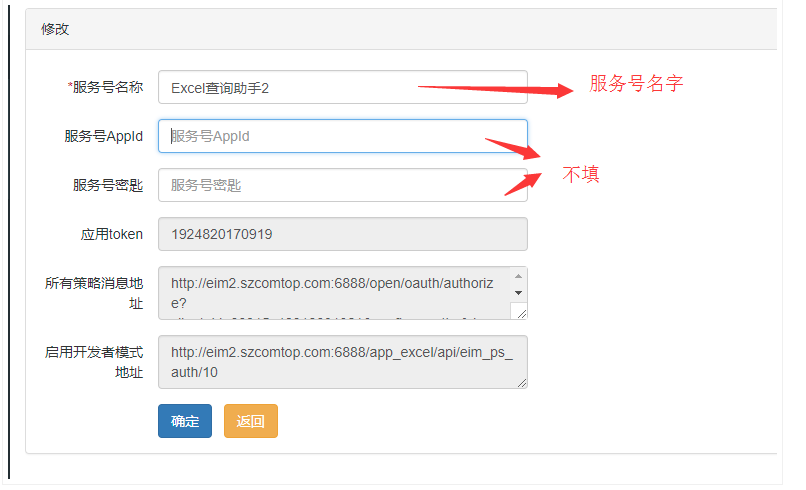 修改
*服务号名称
Excel查询助手2
服务号名字
服务号AppId
服务号AppId
不填
服务号密匙
服务号密匙
应用token
1924820170919
所有策略消息地
址
http://eim2.szcomtop.com:6888/open/oauth/authoriz
e?
启用开发者模式
地址
http://eim2.szcomtop.com:6888/app_excel/api/eim_ps_
auth/10
确定
返回